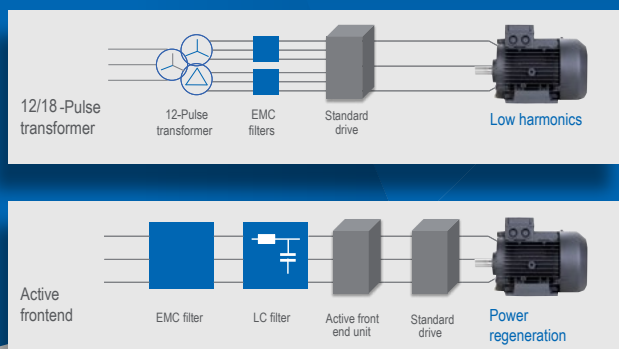 12/18 -Pulse
transformer
12-Pulse
transformer
EMC
filters
Standard
drive
Low harmonics
Active
frontend
EMC filter
LC filter
Active front
end unit
Standard
drive
Power
regeneration